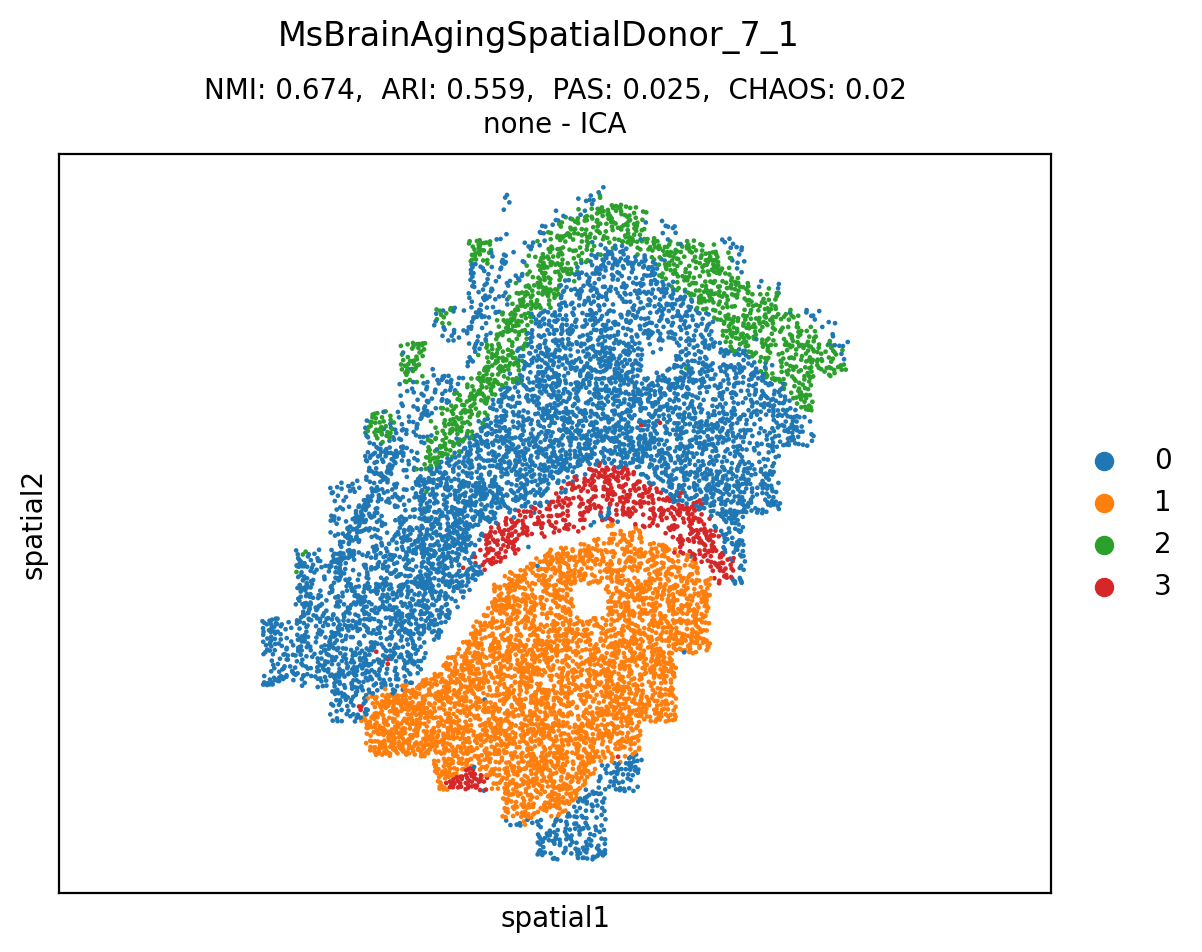 MsBrainAgingSpatialDonor_7_1
NMI: 0.674,  ARI: 0.559,  PAS: 0.025,  CHAOS: 0.02
none - ICA
spatial2
0
1
2
3
spatial1